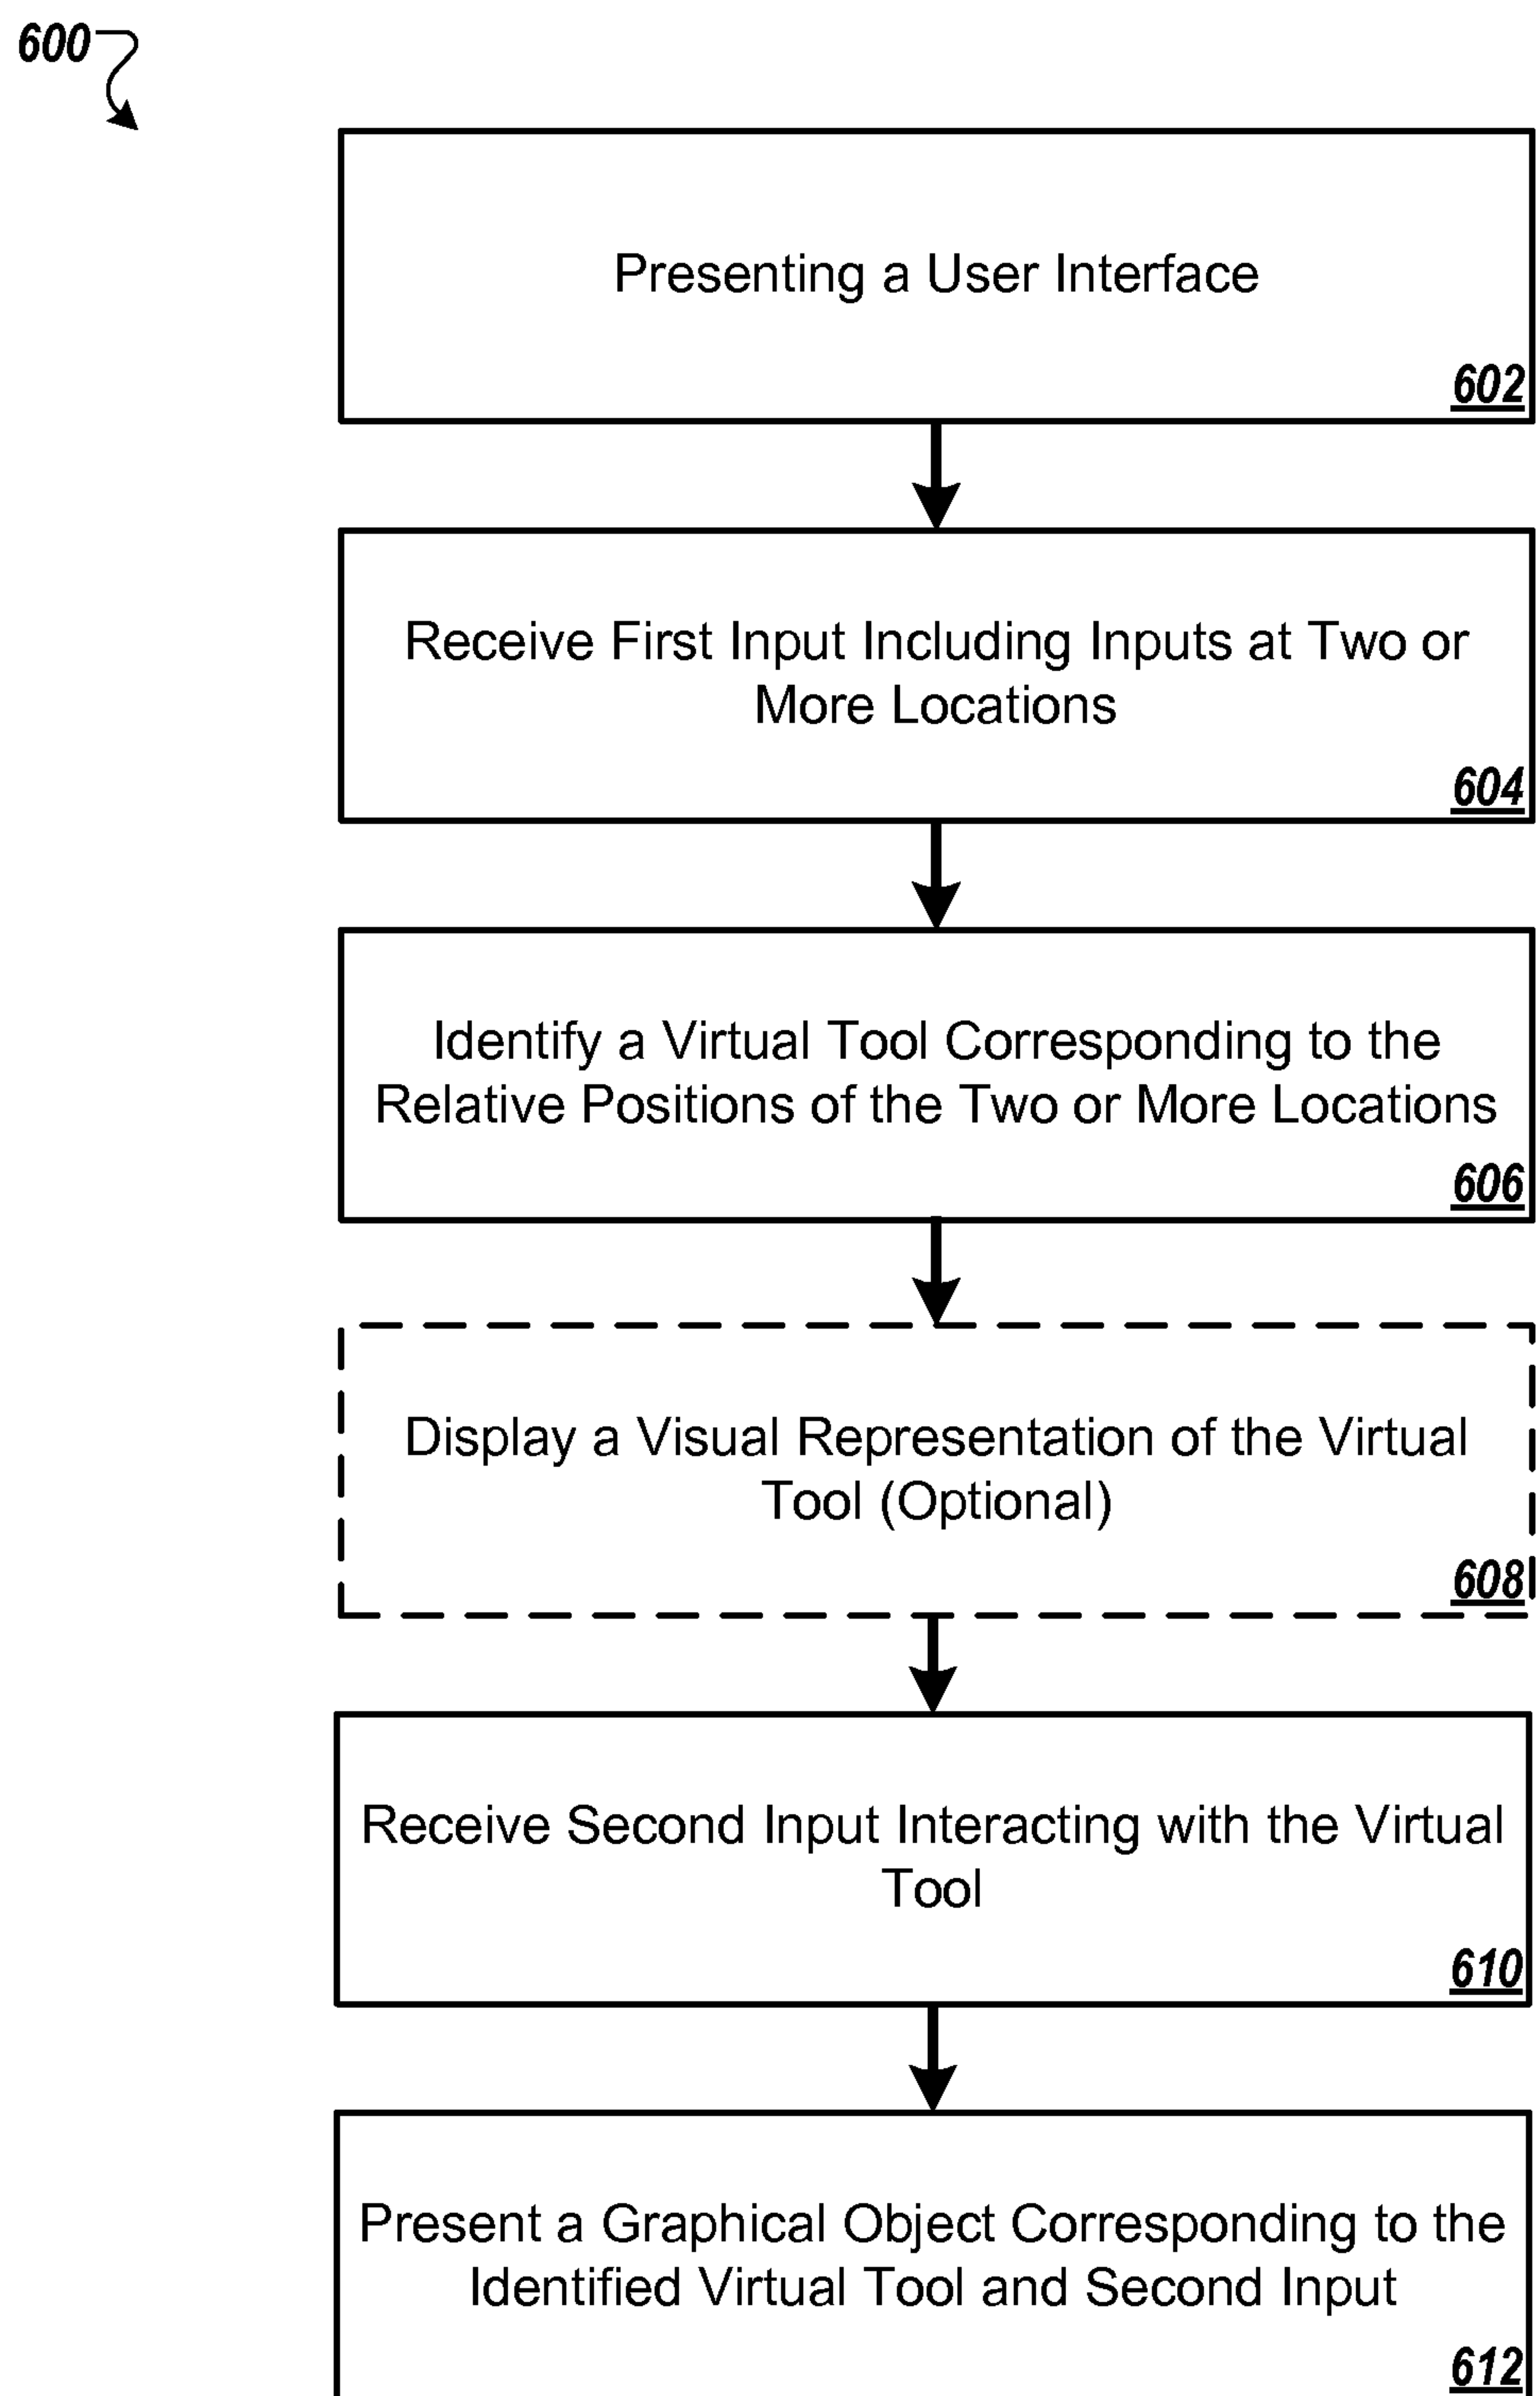 600
Presenting a User Interface
602
Receive First Input Including Inputs at Two or
More Locations
604
Identify a Virtual Tool Corresponding to the
Relative Positions of the Two or More Locations
606
Display a Visual Representation of the Virtual
Tool (Optional)
608
Receive Second Input Interacting with the Virtual
Tool
610
Present a Graphical Object Corresponding to the
Identified Virtual Tool and Second Input
612